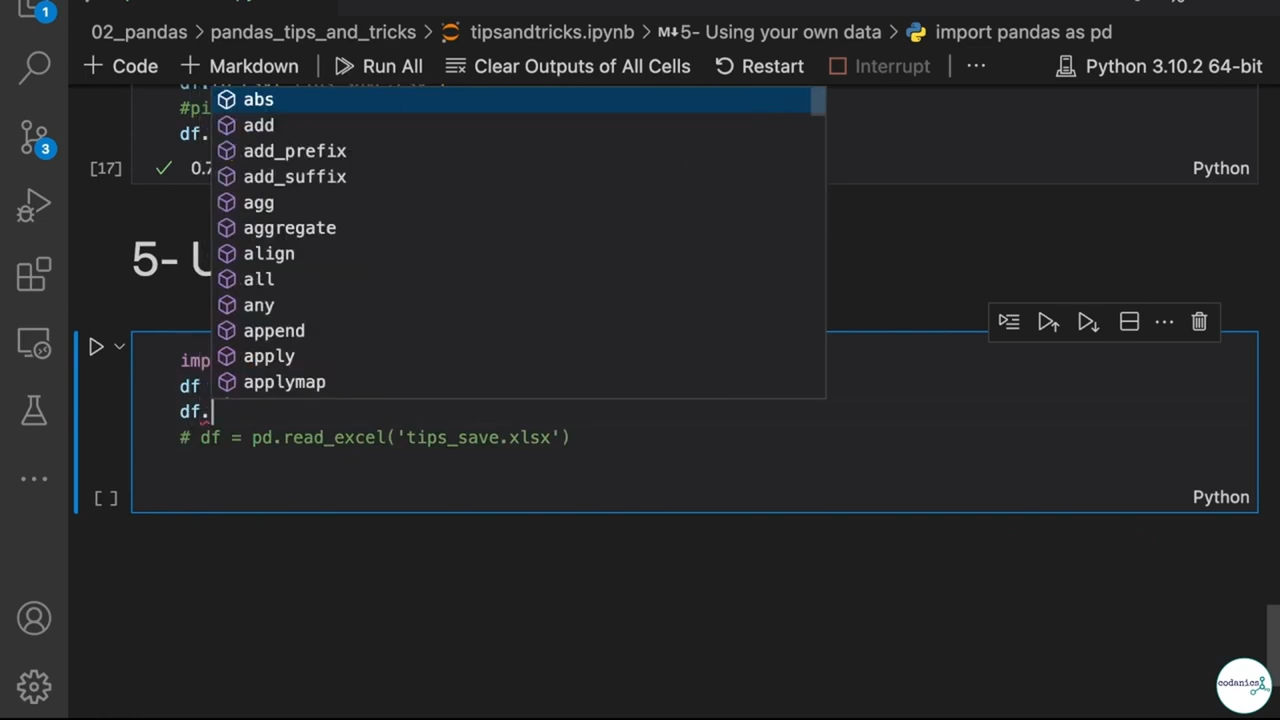 1
02_pandas > pandas_tips_and_tricks > tipsandtricks.ipynb > M↓5- Using your own data > import pandas as pd
+ Code + Markdown Run All Clear Outputs of All Cells Restart Interrupt ... Python 3.10.2 64-bit
#pi
df.
[17] ✓ 0.7
Python
3
abs
add
add_prefix
add_suffix
agg
aggregate
align
all
any
append
apply
applymap
5- U
imp
df
df.
# df = pd.read_excel('tips_save.xlsx')
[ ]
Python
codanics